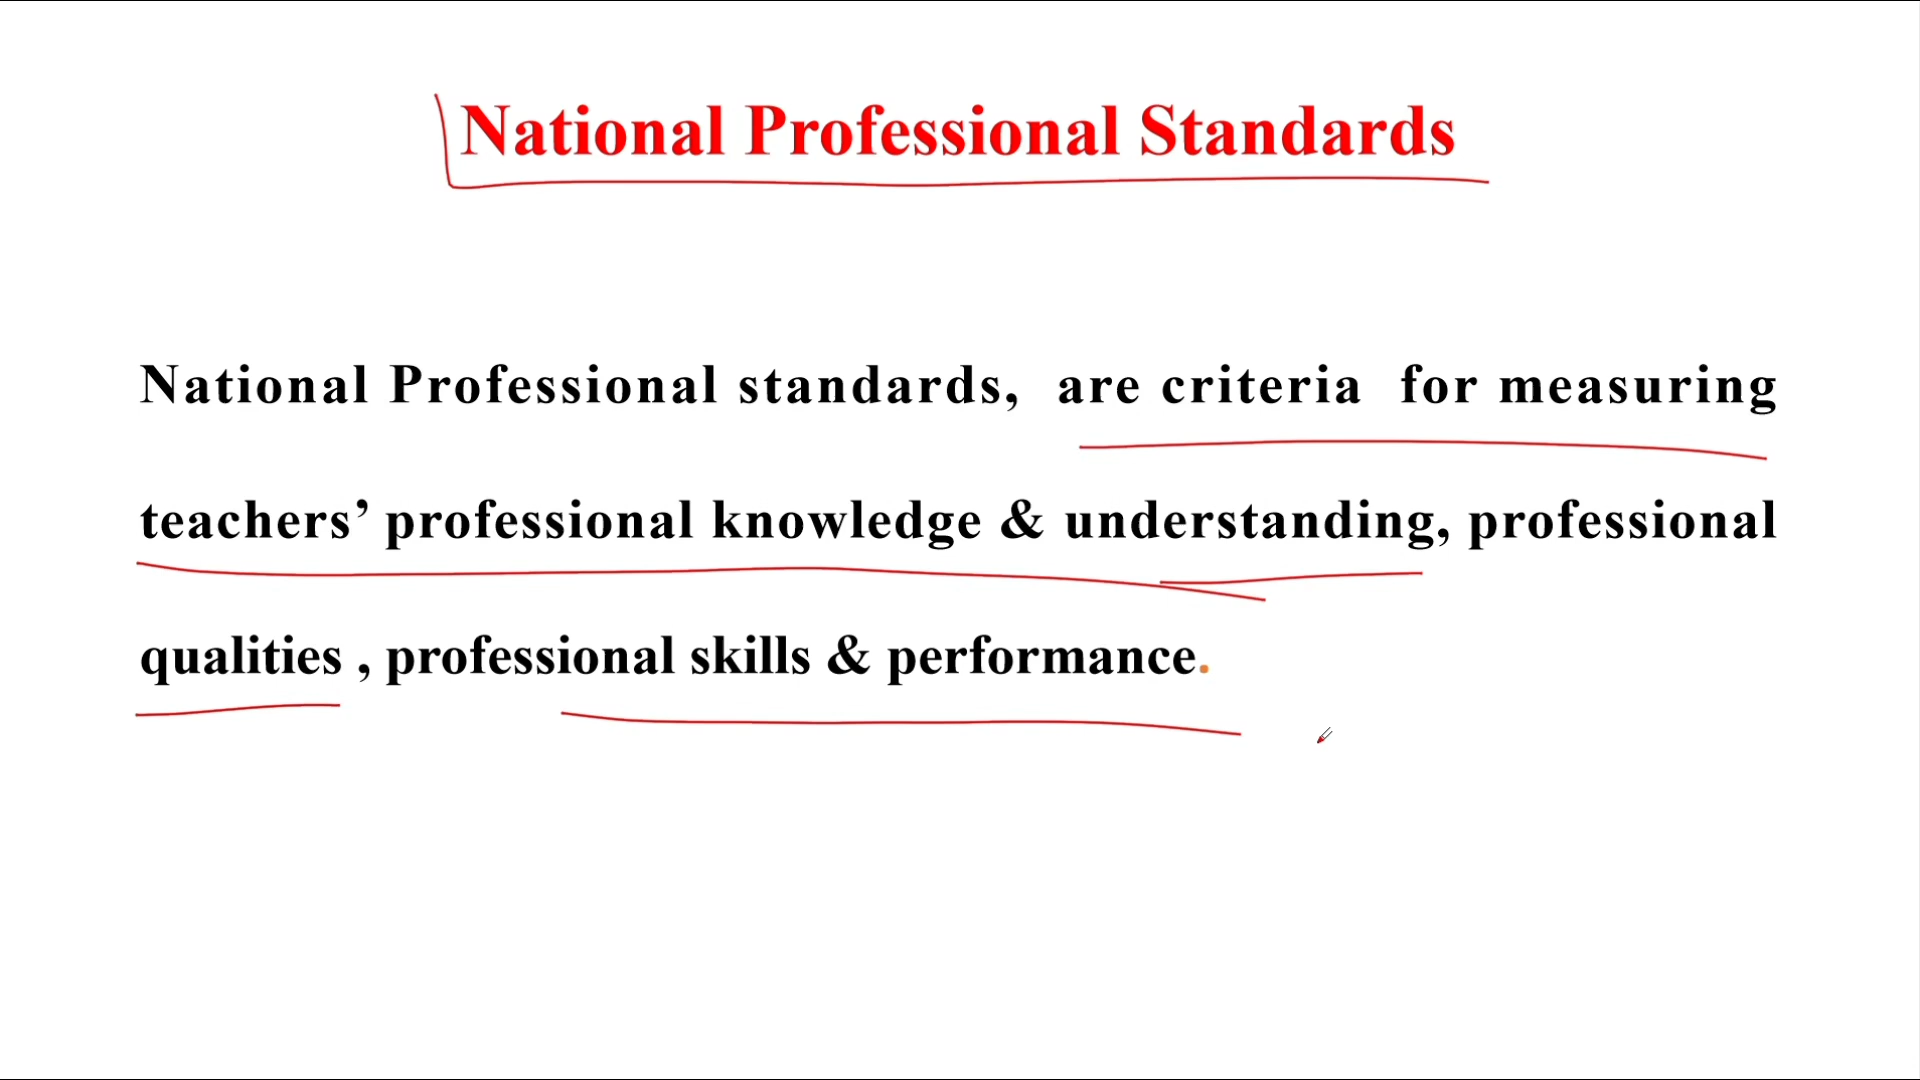 National Professional Standards
National Professional standards, are criteria for measuring
teachers’ professional knowledge & understanding, professional
qualities , professional skills & performance.